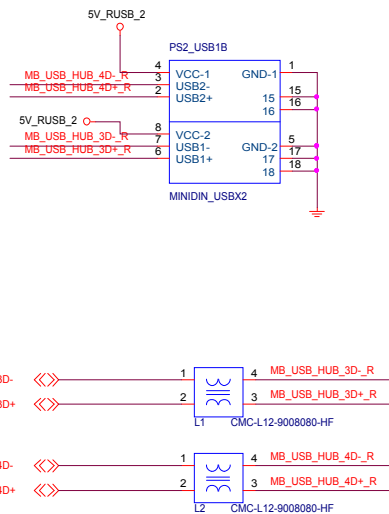 5V_RUSB_2
PS2_USB1B
4 VCC-1 GND-1 1
MB_USB_HUB_4D-_R 3 USB2- 15 15
MB_USB_HUB_4D+_R 2 USB2+ 16 16
5V_RUSB_2 8 VCC-2 GND-2 5
MB_USB_HUB_3D-_R 7 USB1- 17 17
MB_USB_HUB_3D+_R 6 USB1+ 18 18
MINIDIN_USBX2
3D- 1 4 MB_USB_HUB_3D-_R
3D+ 2 3 MB_USB_HUB_3D+_R
L1 CMC-L12-9008080-HF
4D- 1 4 MB_USB_HUB_4D-_R
4D+ 2 3 MB_USB_HUB_4D+_R
L2 CMC-L12-9008080-HF